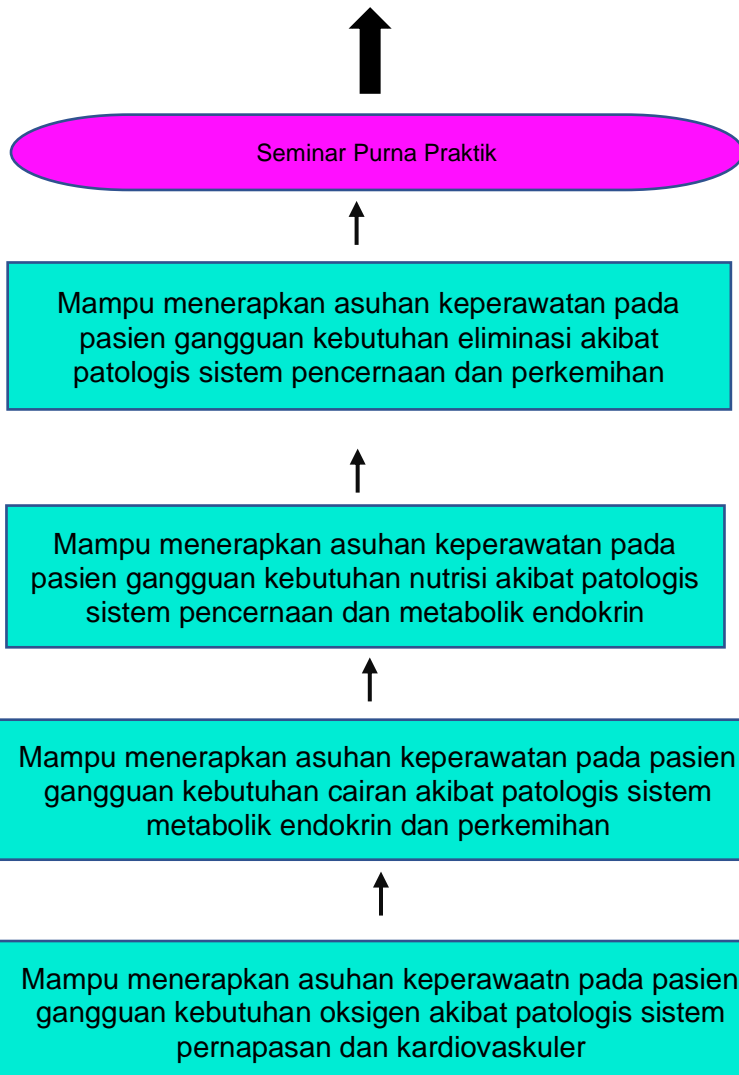 Seminar Purna Praktik
Mampu menerapkan asuhan keperawatan pada
pasien gangguan kebutuhan eliminasi akibat
patologis sistem pencernaan dan perkemihan
Mampu menerapkan asuhan keperawatan pada
pasien gangguan kebutuhan nutrisi akibat patologis
sistem pencernaan dan metabolik endokrin
Mampu menerapkan asuhan keperawatan pada pasien
gangguan kebutuhan cairan akibat patologis sistem
metabolik endokrin dan perkemihan
Mampu menerapkan asuhan keperawaatn pada pasien
gangguan kebutuhan oksigen akibat patologis sistem
pernapasan dan kardiovaskuler